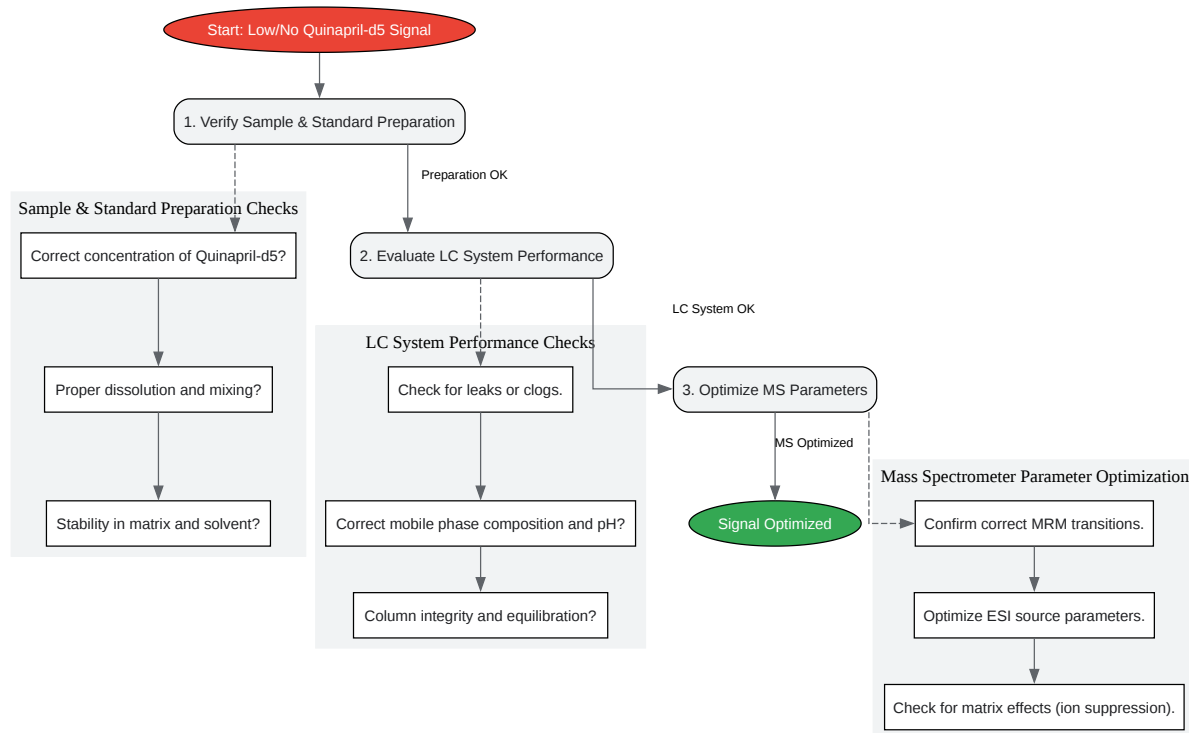 Start: Low/No Quinapril-d5 Signal
1. Verify Sample & Standard Preparation
Preparation OK
Sample & Standard Preparation Checks
Correct concentration of Quinapril-d5?
Proper dissolution and mixing?
Stability in matrix and solvent?
2. Evaluate LC System Performance
LC System OK
LC System Performance Checks
Check for leaks or clogs.
Correct mobile phase composition and pH?
Column integrity and equilibration?
3. Optimize MS Parameters
MS Optimized
Signal Optimized
Mass Spectrometer Parameter Optimization
Confirm correct MRM transitions.
Optimize ESI source parameters.
Check for matrix effects (ion suppression).